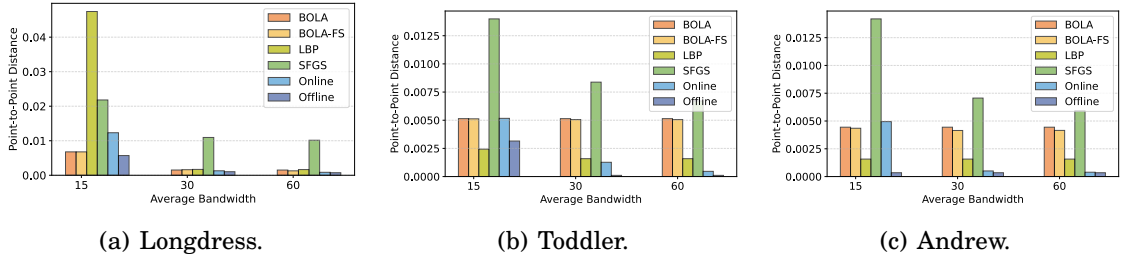 Point-to-Point Distance
0.04
0.03
0.02
0.01
0.00
15
30
60
Average Bandwidth
BOLA
BOLA-FS
LBP
SFGS
Online
Offline
(a) Longdress.
Point-to-Point Distance
0.0125
0.0100
0.0075
0.0050
0.0025
0.0000
15
30
60
Average Bandwidth
BOLA
BOLA-FS
LBP
SFGS
Online
Offline
(b) Toddler.
Point-to-Point Distance
0.0125
0.0100
0.0075
0.0050
0.0025
0.0000
15
30
60
Average Bandwidth
BOLA
BOLA-FS
LBP
SFGS
Online
Offline
(c) Andrew.